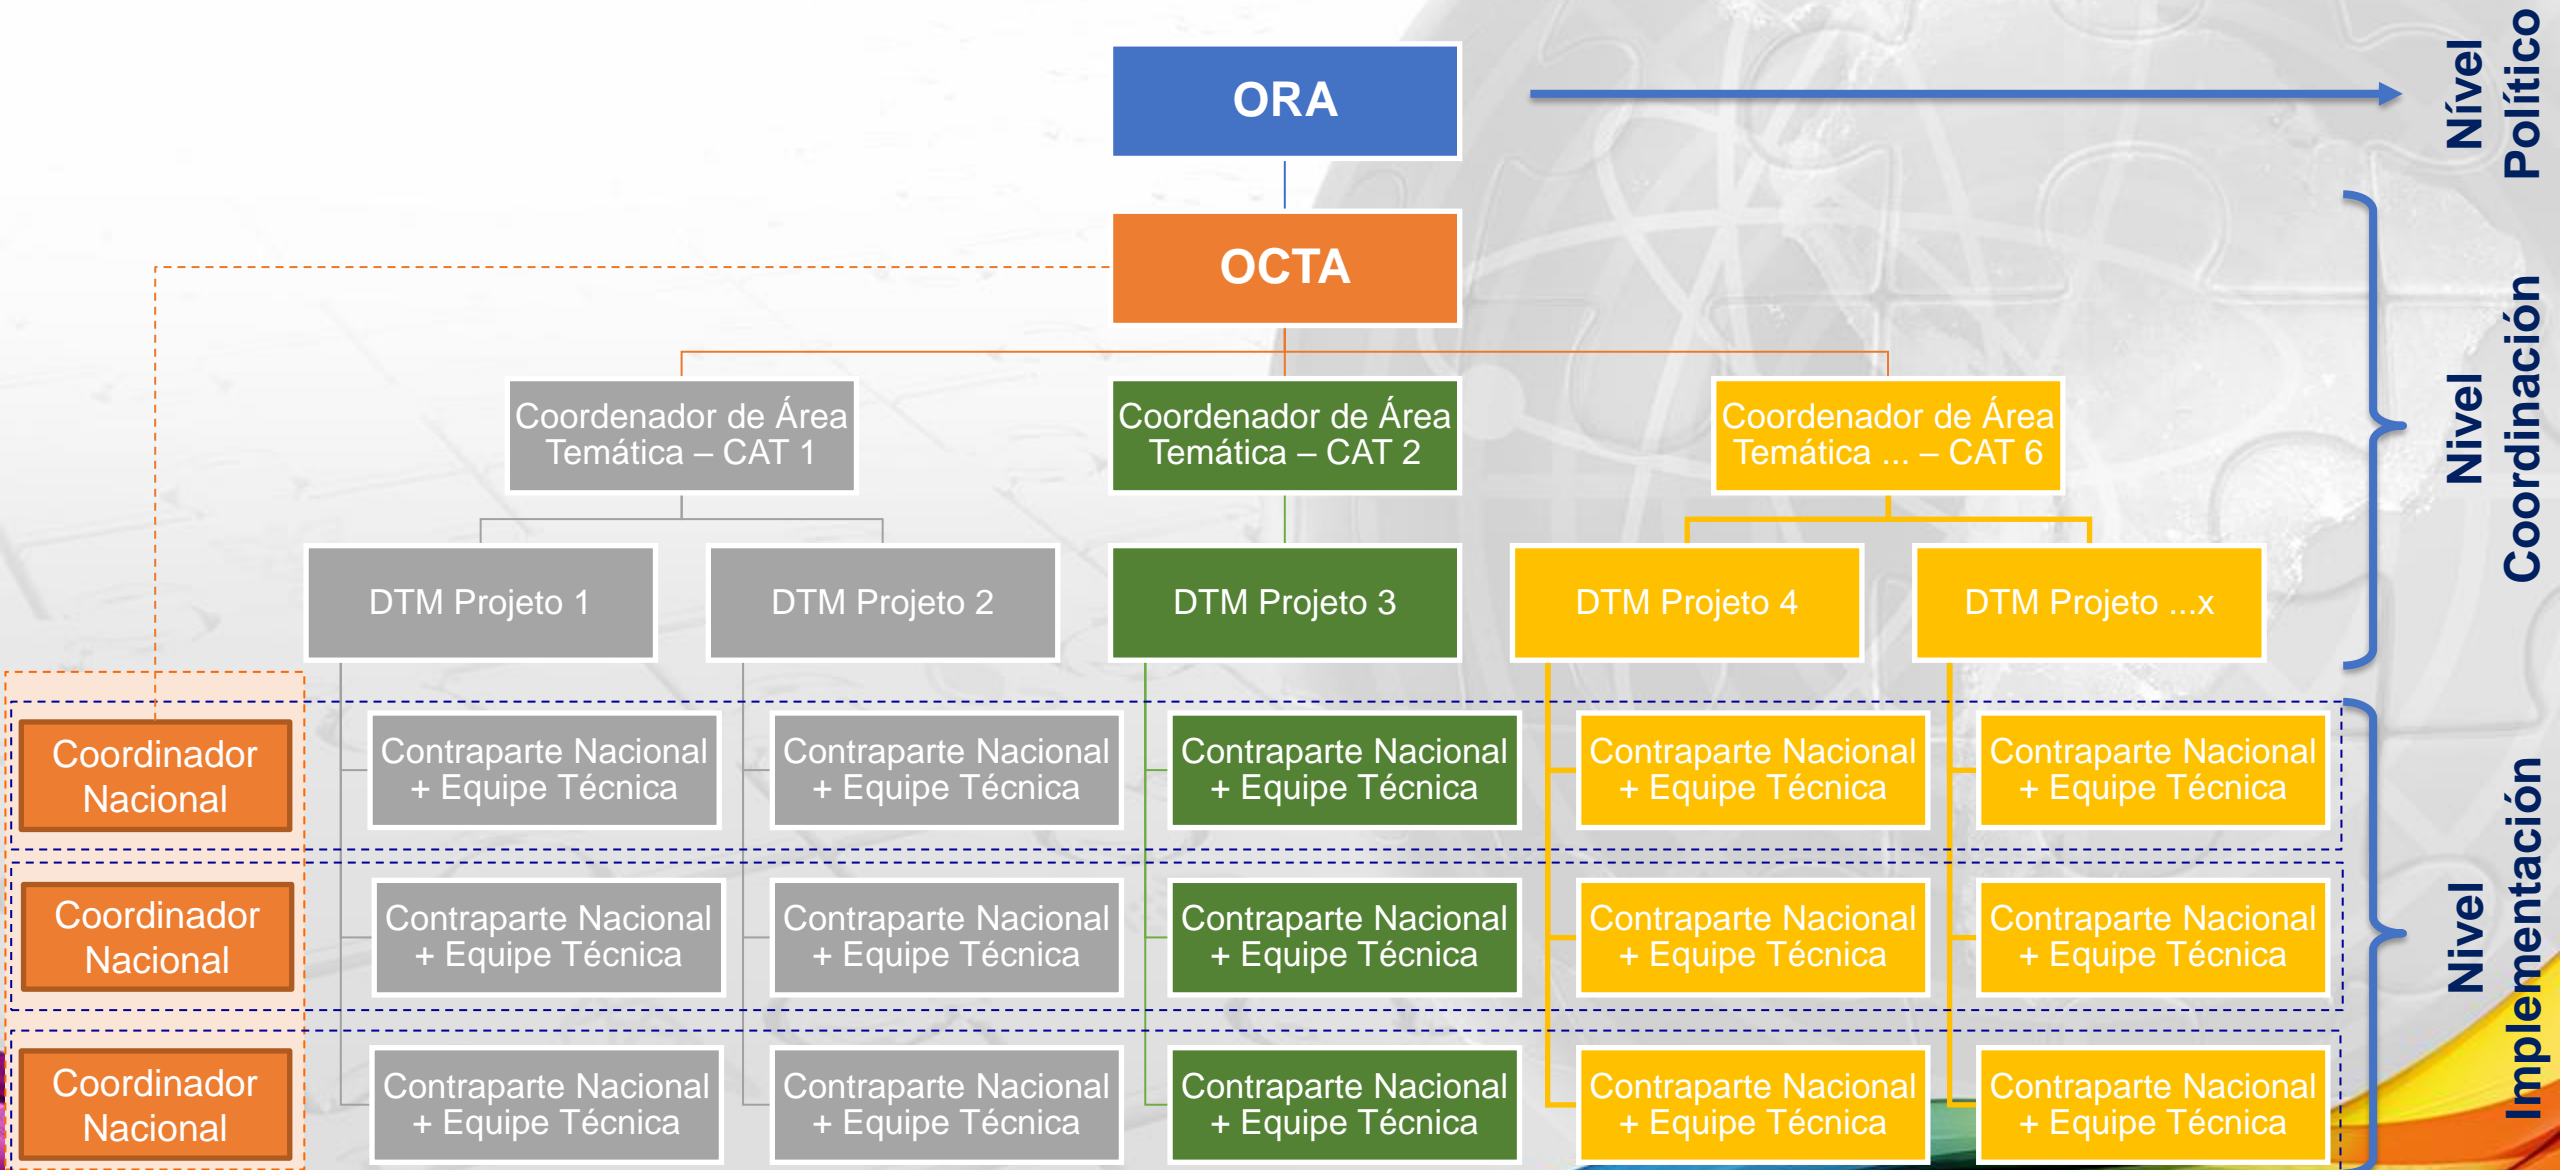 ORA
Nível
Político
OCTA
Nivel
Coordinación
Coordenador de Área
Temática – CAT 1
Coordenador de Área
Temática – CAT 2
Coordenador de Área
Temática ... – CAT 6
DTM Projeto 1
DTM Projeto 2
DTM Projeto 3
DTM Projeto 4
DTM Projeto ...x
Nivel
Implementación
Coordinador
Nacional
Contraparte Nacional
+ Equipe Técnica
Contraparte Nacional
+ Equipe Técnica
Contraparte Nacional
+ Equipe Técnica
Contraparte Nacional
+ Equipe Técnica
Contraparte Nacional
+ Equipe Técnica
Coordinador
Nacional
Contraparte Nacional
+ Equipe Técnica
Contraparte Nacional
+ Equipe Técnica
Contraparte Nacional
+ Equipe Técnica
Contraparte Nacional
+ Equipe Técnica
Contraparte Nacional
+ Equipe Técnica
Coordinador
Nacional
Contraparte Nacional
+ Equipe Técnica
Contraparte Nacional
+ Equipe Técnica
Contraparte Nacional
+ Equipe Técnica
Contraparte Nacional
+ Equipe Técnica
Contraparte Nacional
+ Equipe Técnica